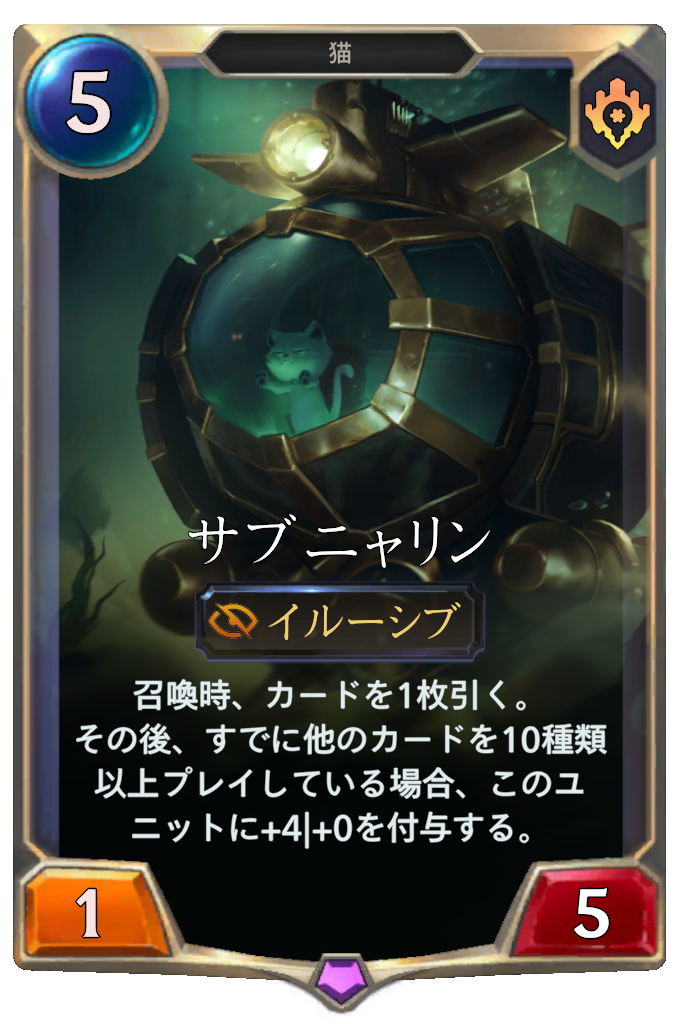 猫
5
サブニャリン
イルーシブ
召喚時、カードを1枚引く。
その後、すでに他のカードを10種類
以上プレイしている場合、このユ
ニットに+4|+0を付与する。
1
5